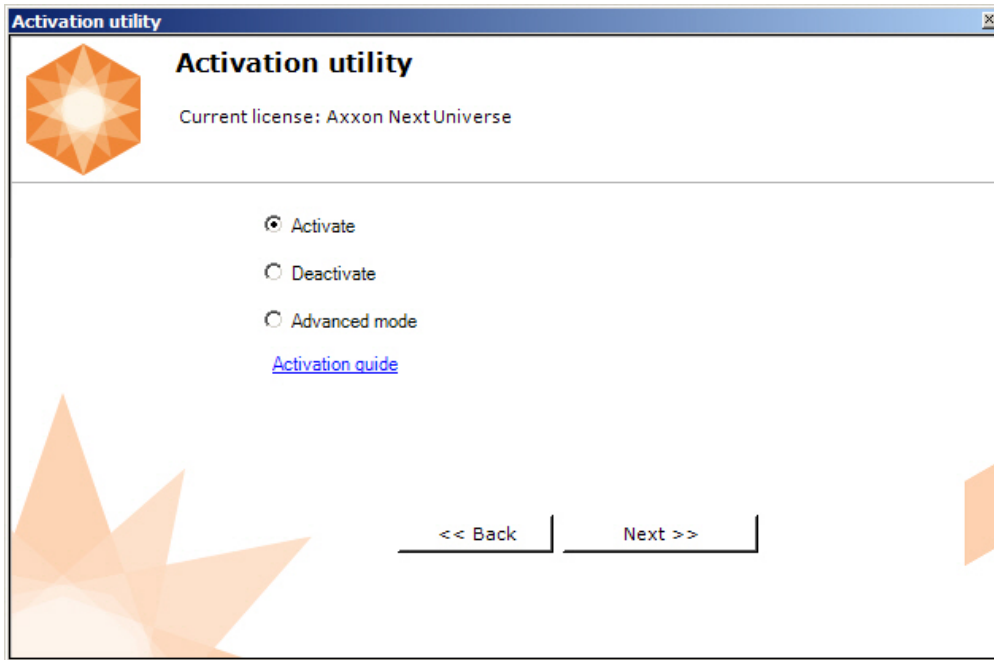 Activation utility
Activation utility
Current license: Axxon Next Universe
Activate
Deactivate
Advanced mode
Activation guide
<< Back
Next >>